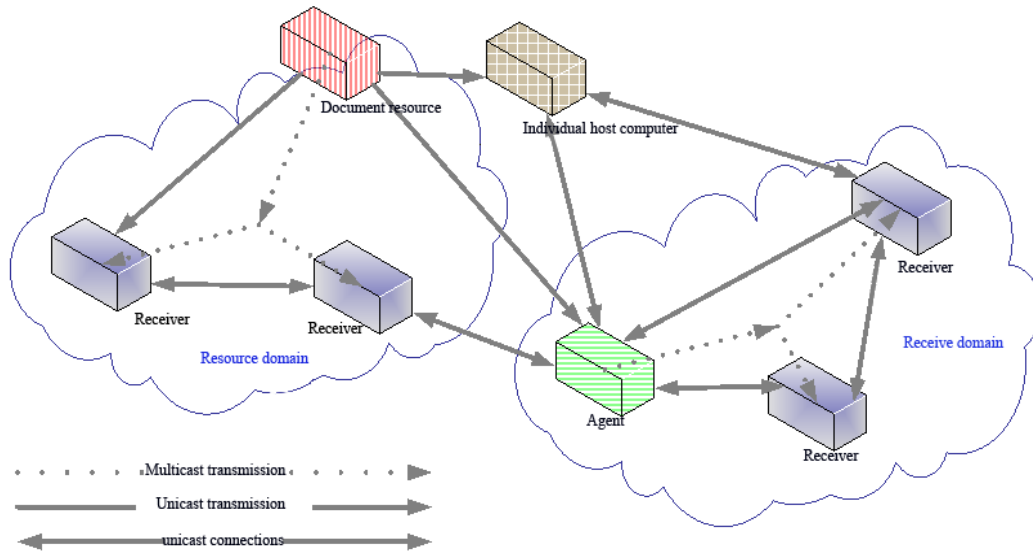 Document resource
Individual host computer
Receiver
Receiver
Receiver
Resource domain
Receive domain
Agent
Receiver
Multicast transmission
Unicast transmission
unicast connections